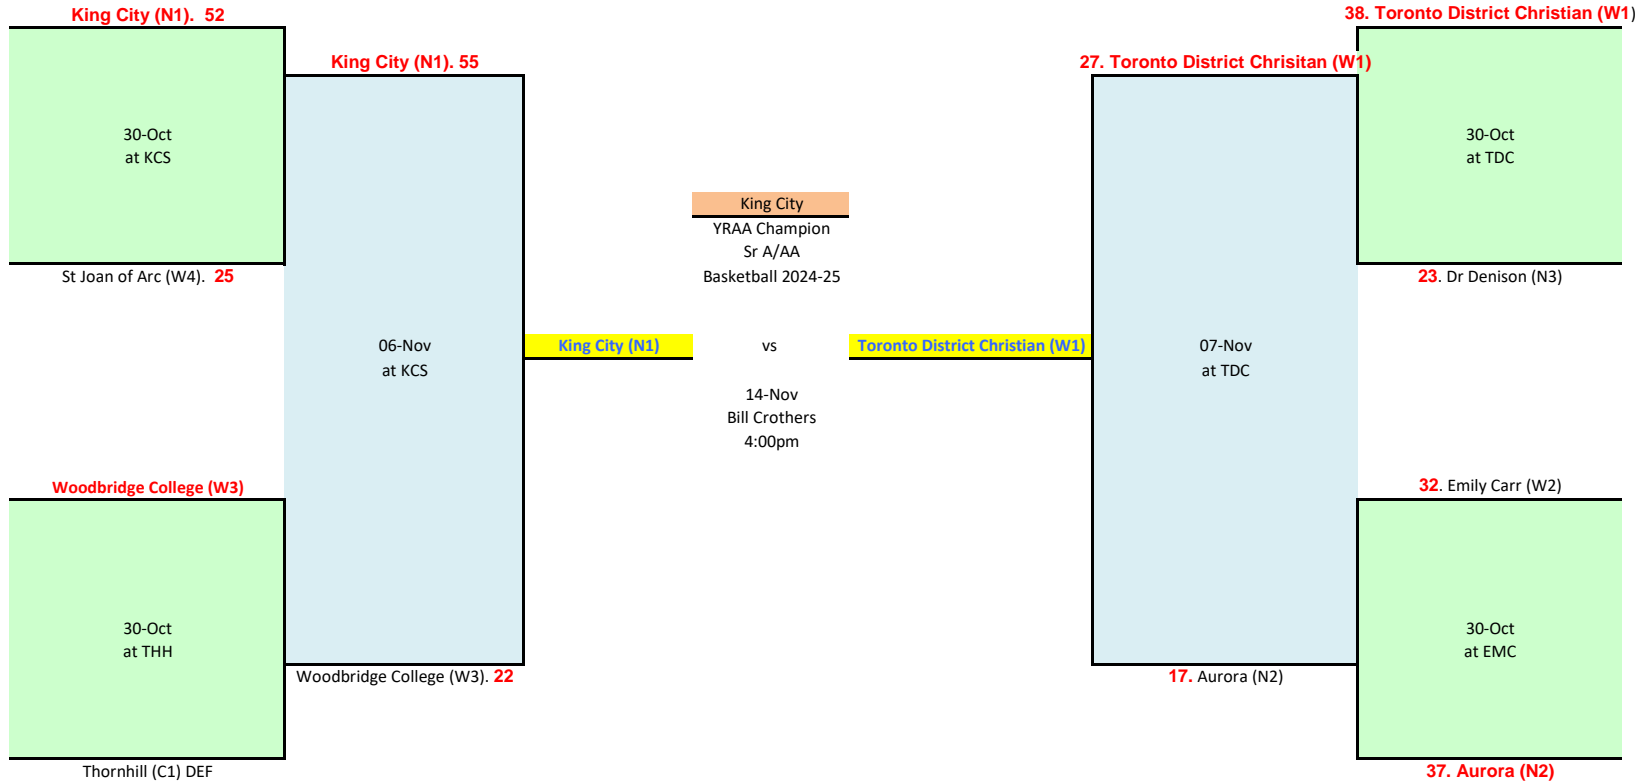 King City (N1).  52
38. Toronto District Christian (W1)
King City (N1). 55
27. Toronto District Chrisitan (W1)
30-Oct
at KCS
30-Oct
at TDC
King City
YRAA Champion
Sr A/AA
Basketball 2024-25
St Joan of Arc (W4).  25
23. Dr Denison (N3)
06-Nov
at KCS
King City (N1)
vs
Toronto District Christian (W1)
07-Nov
at TDC
14-Nov
Bill Crothers
4:00pm
Woodbridge College (W3)
32. Emily Carr (W2)
30-Oct
at THH
30-Oct
at EMC
Woodbridge College (W3). 22
17. Aurora (N2)
Thornhill (C1) DEF
37. Aurora (N2)